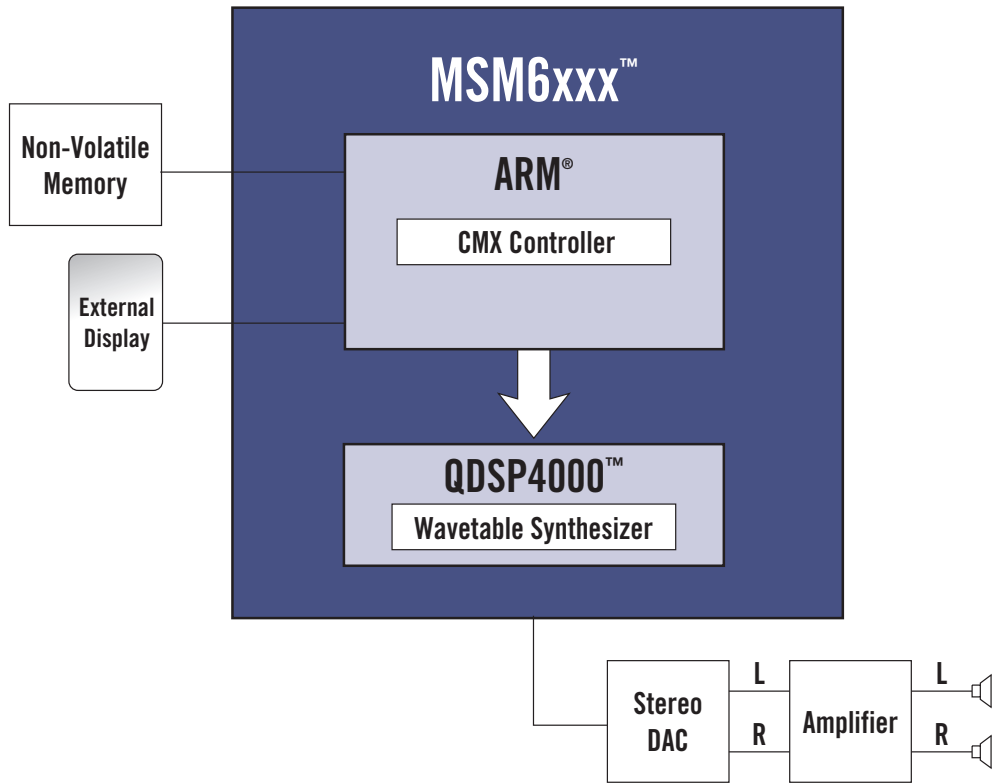 MSM6xxx™
Non-Volatile
Memory
ARM®
CMX Controller
External
Display
QDSP4000™
Wavetable Synthesizer
Stereo
DAC
L
R
Amplifier
L
R